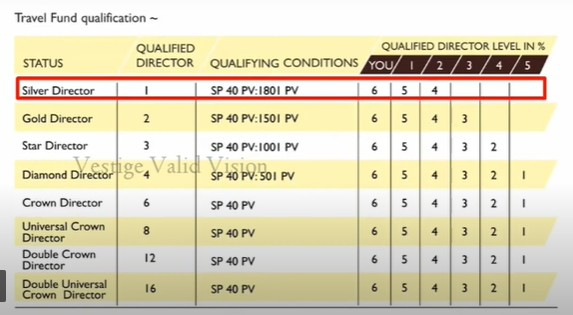 Travel Fund qualification ~
STATUS QUALIFIED DIRECTOR QUALIFYING CONDITIONS QUALIFIED DIRECTOR LEVEL IN %
YOU 1 2 3 4 5
Silver Director 1 SP 40 PV:1801 PV 6 5 4
Gold Director 2 SP 40 PV:1501 PV 6 5 4 3
Star Director 3 SP 40 PV:1001 PV 6 5 4 3 2
Vestige Valid Vision
Diamond Director 4 SP 40 PV:501 PV 6 5 4 3 2 1
Crown Director 6 SP 40 PV 6 5 4 3 2 1
Universal Crown Director 8 SP 40 PV 6 5 4 3 2 1
Double Crown Director 12 SP 40 PV 6 5 4 3 2 1
Double Universal Crown Director 16 SP 40 PV 6 5 4 3 2 1